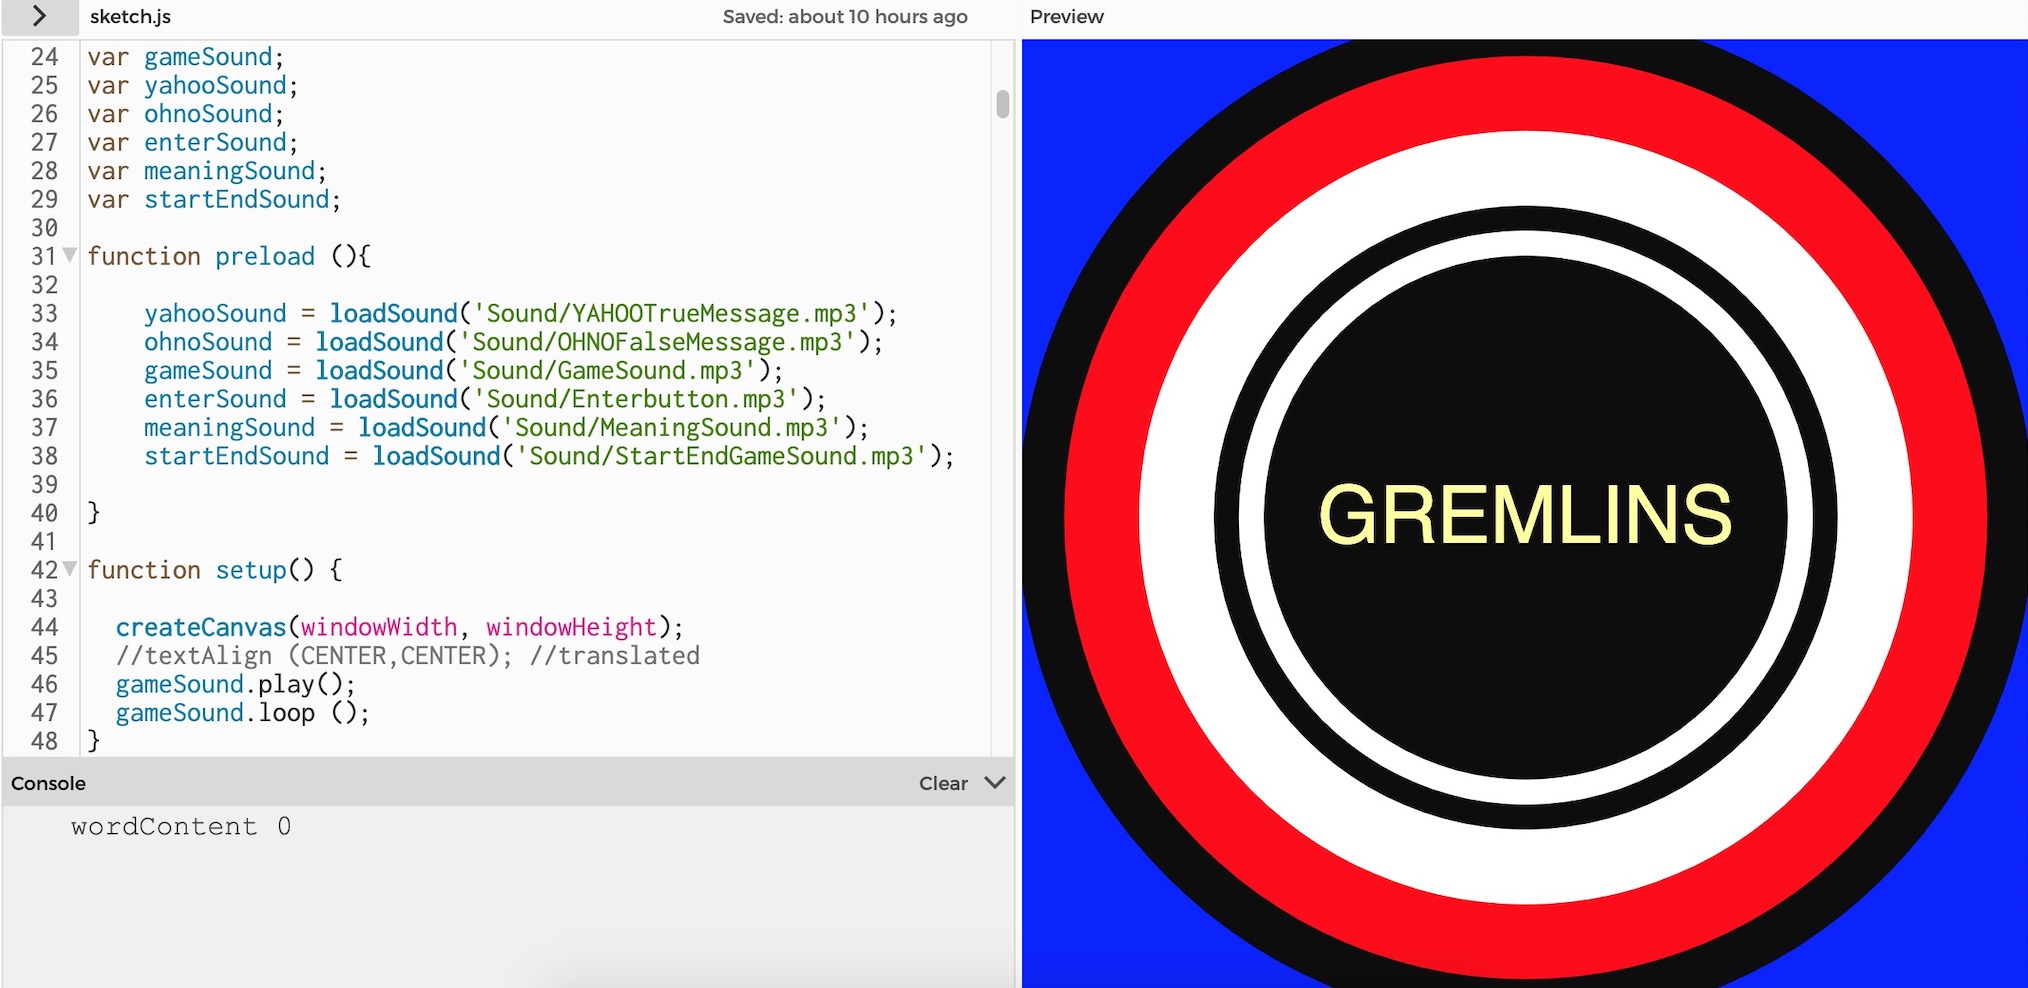 sketch.js
Saved: about 10 hours ago
Preview
24 var gameSound;
25 var yahooSound;
26 var ohnoSound;
27 var enterSound;
28 var meaningSound;
29 var startEndSound;
30
31 function preload (){
32
33 yahooSound = loadSound('Sound/YAHOOTrueMessage.mp3');
34 ohnoSound = loadSound('Sound/OHNOFalseMessage.mp3');
35 gameSound = loadSound('Sound/GameSound.mp3');
36 enterSound = loadSound('Sound/Enterbutton.mp3');
37 meaningSound = loadSound('Sound/MeaningSound.mp3');
38 startEndSound = loadSound('Sound/StartEndGameSound.mp3');
39
40 }
41
42 function setup() {
43
44 createCanvas(windowWidth, windowHeight);
45 //textAlign (CENTER,CENTER); //translated
46 gameSound.play();
47 gameSound.loop ();
48 }
Console
Clear
wordContent 0
GREMLINS